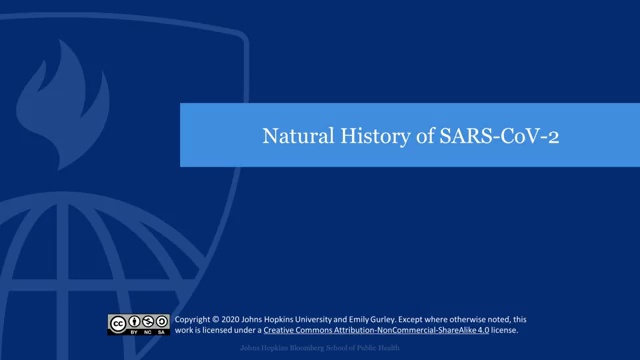 Natural History of SARS-CoV-2
Copyright © 2020 Johns Hopkins University and Emily Gurley. Except where otherwise noted, this
work is licensed under a Creative Commons Attribution-NonCommercial-ShareAlike 4.0 license.
cc
BY NC SA
Johns Hopkins Bloomberg School of Public Health